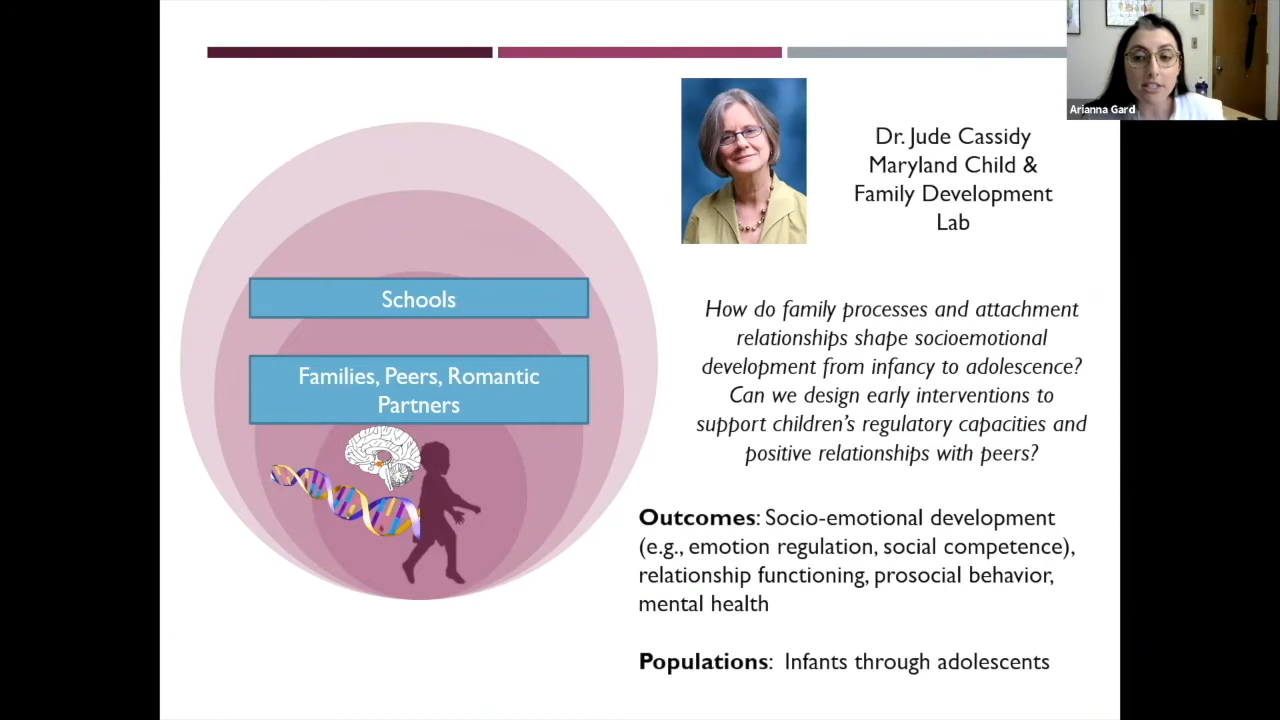 Arianna Gard
Dr. Jude Cassidy
Maryland Child &
Family Development
Lab
Schools
Families, Peers, Romantic
Partners
How do family processes and attachment
relationships shape socioemotional
development from infancy to adolescence?
Can we design early interventions to
support children’s regulatory capacities and
positive relationships with peers?
Outcomes: Socio-emotional development
(e.g., emotion regulation, social competence),
relationship functioning, prosocial behavior,
mental health
Populations:  Infants through adolescents